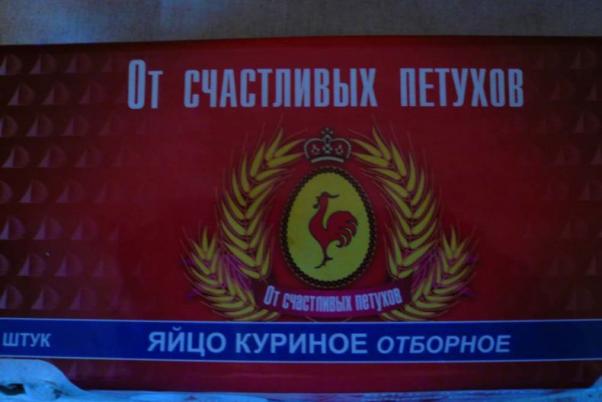 От счастливых петухов
От счастливых петухов
ШТУК
ЯЙЦО КУРИНОЕ ОТБОРНОЕ